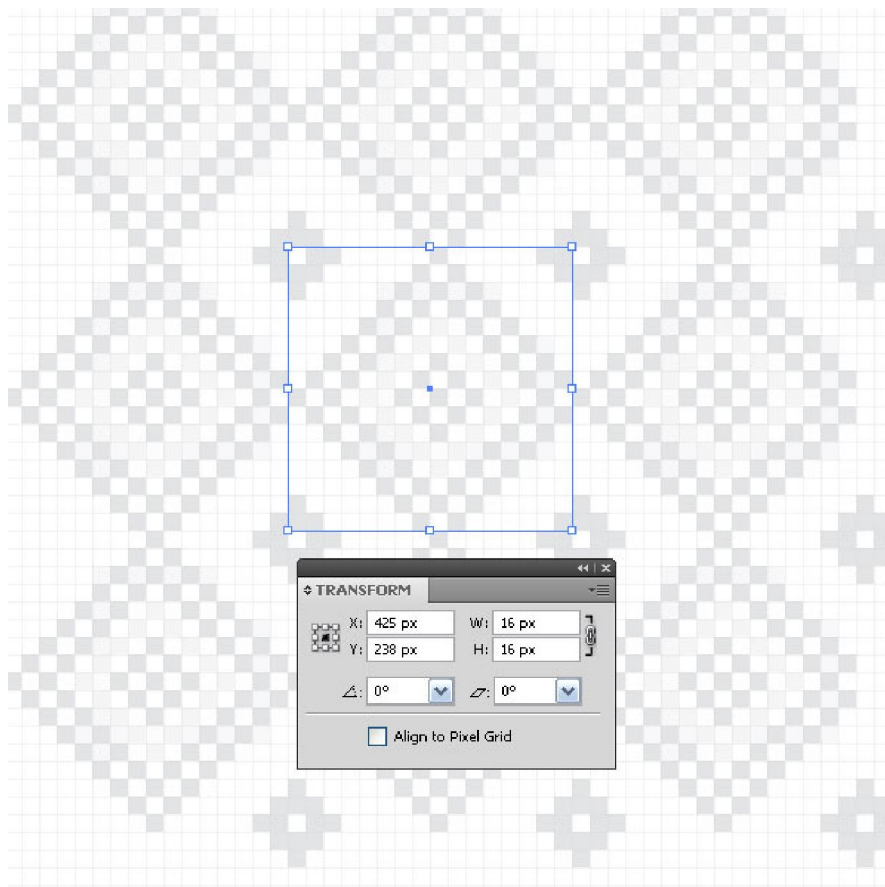 TRANSFORM
X: 425 px W: 16 px
Y: 238 px H: 16 px
0° 0°
Align to Pixel Grid